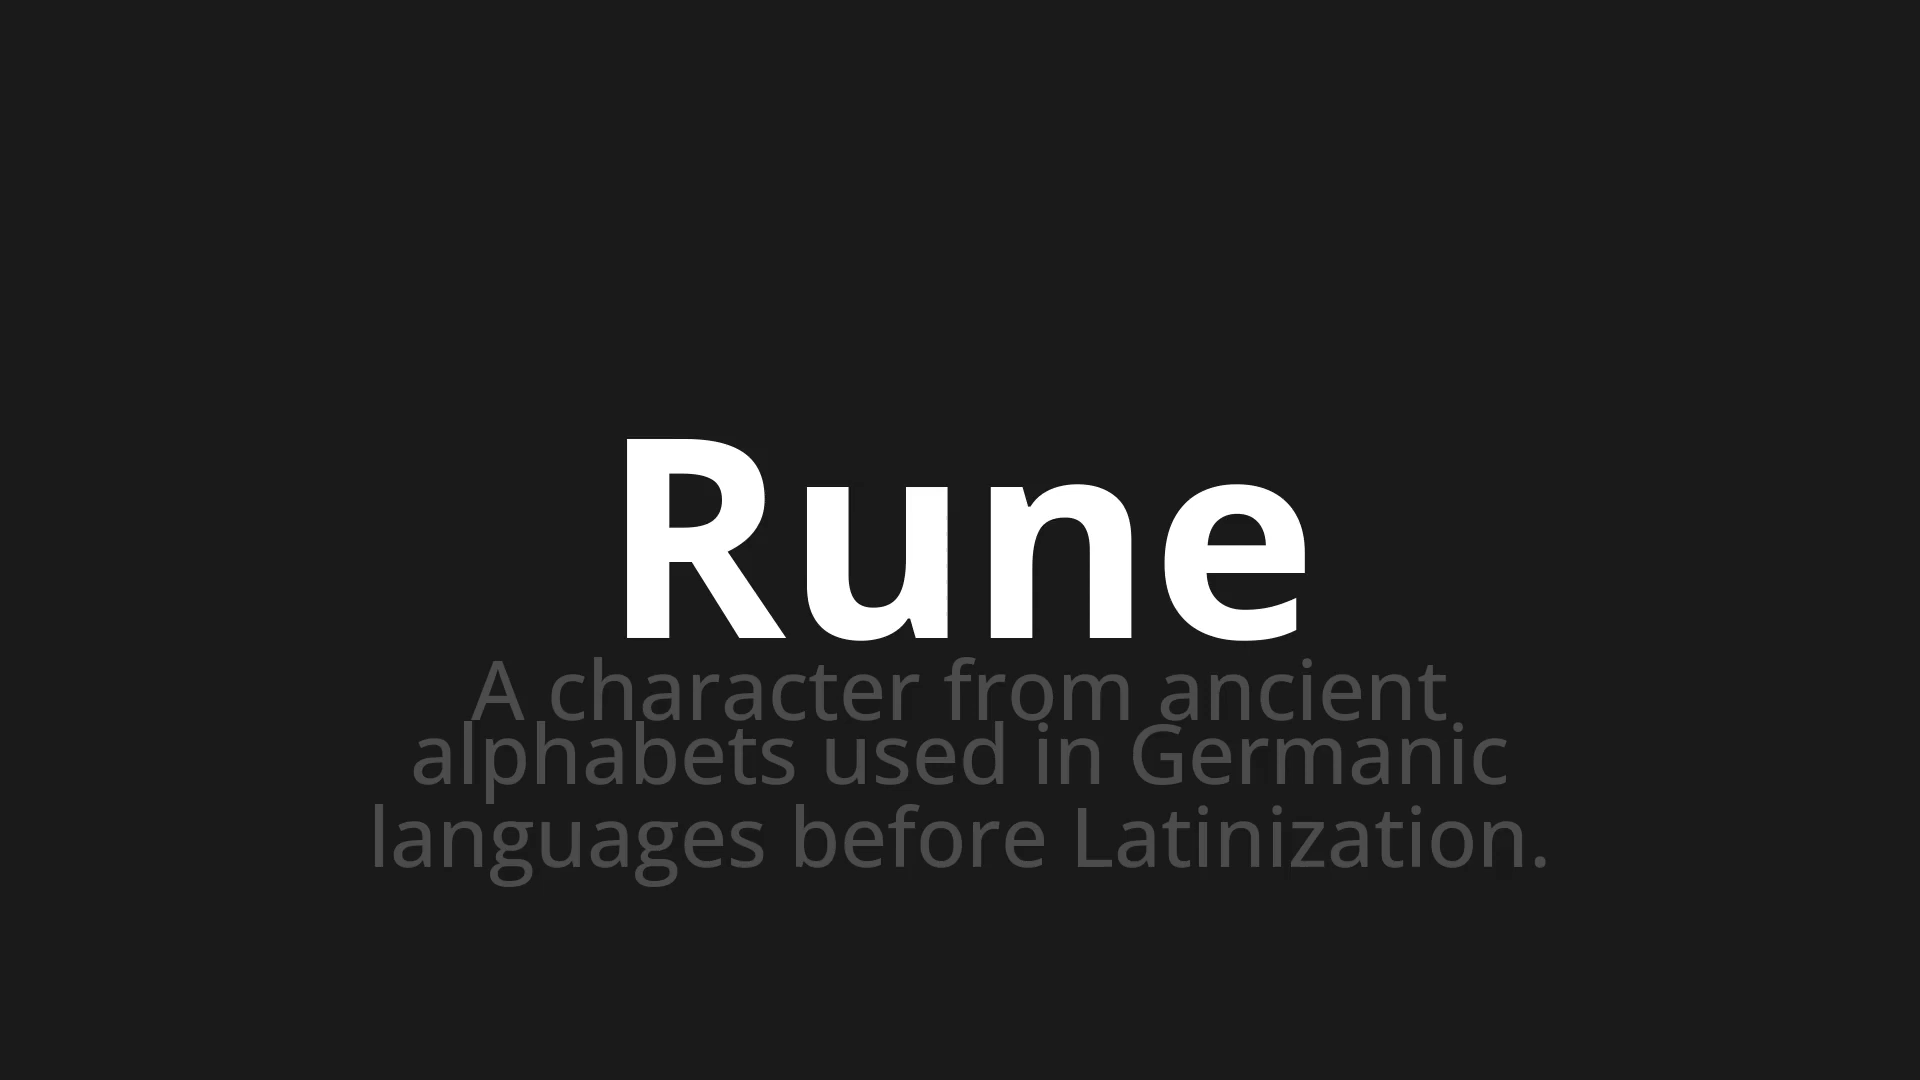 Rune
A character from ancient
alphabets used in Germanic
languages before Latinization.